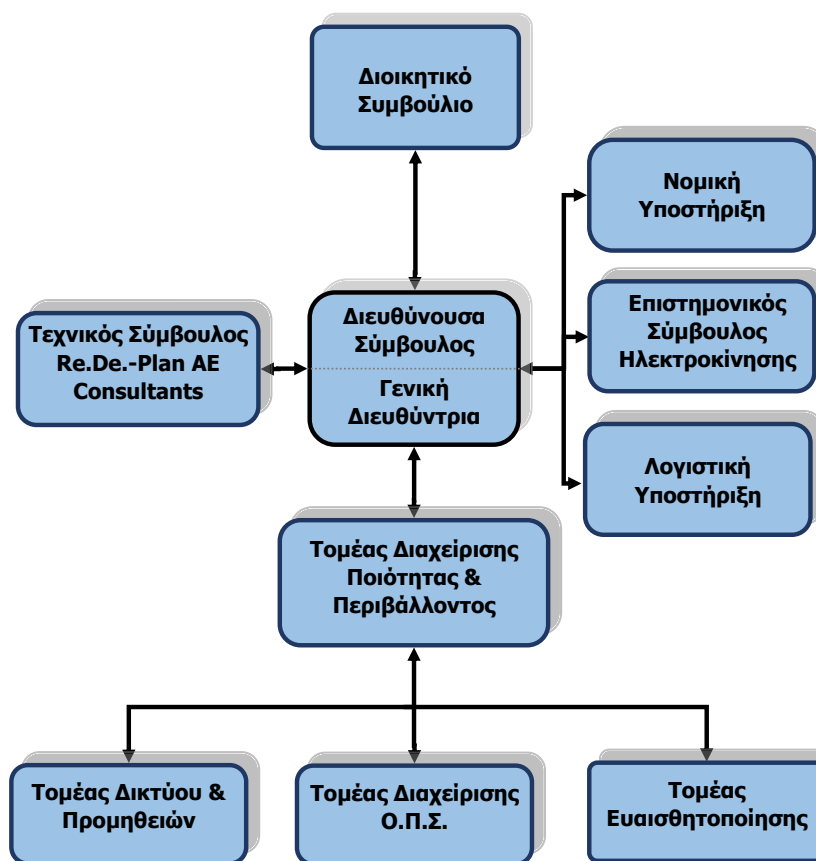 Διοικητικό
Συμβούλιο
Νομική
Υποστήριξη
Τεχνικός Σύμβουλος
Re.De.-Plan AE
Consultants
Διευθύνουσα
Σύμβουλος
Γενική
Διευθύντρια
Επιστημονικός
Σύμβουλος
Ηλεκτροκίνησης
Λογιστική
Υποστήριξη
Τομέας Διαχείρισης
Ποιότητας &
Περιβάλλοντος
Τομέας Δικτύου &
Προμηθειών
Τομέας Διαχείρισης
Ο.Π.Σ.
Τομέας
Ευαισθητοποίησης